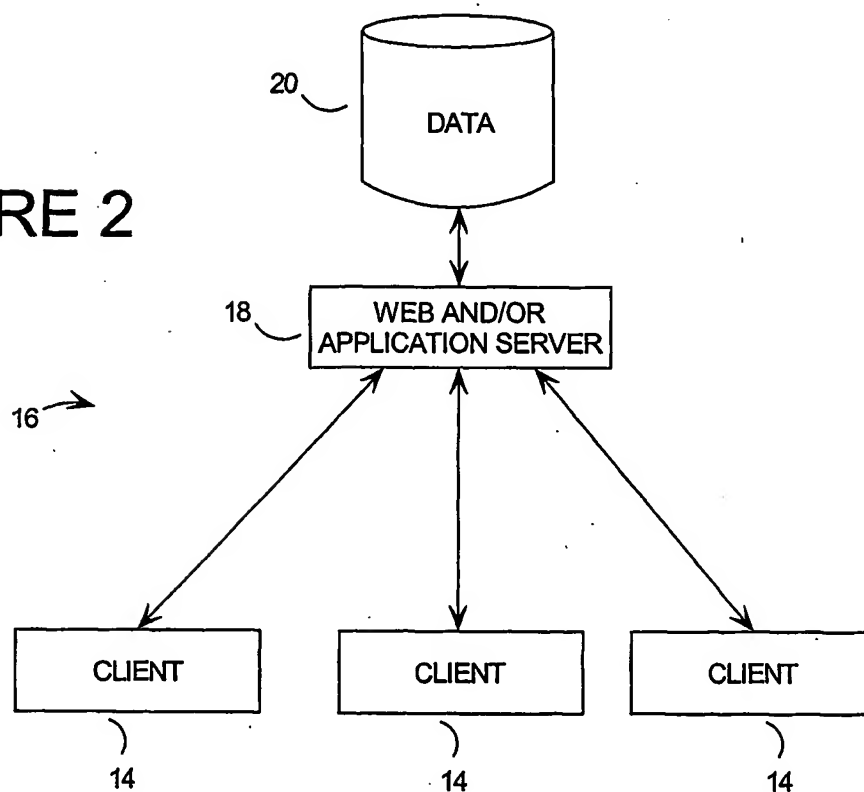 20
DATA
RE 2
18
WEB AND/OR
APPLICATION SERVER
16
CLIENT
CLIENT
CLIENT
14
14
14